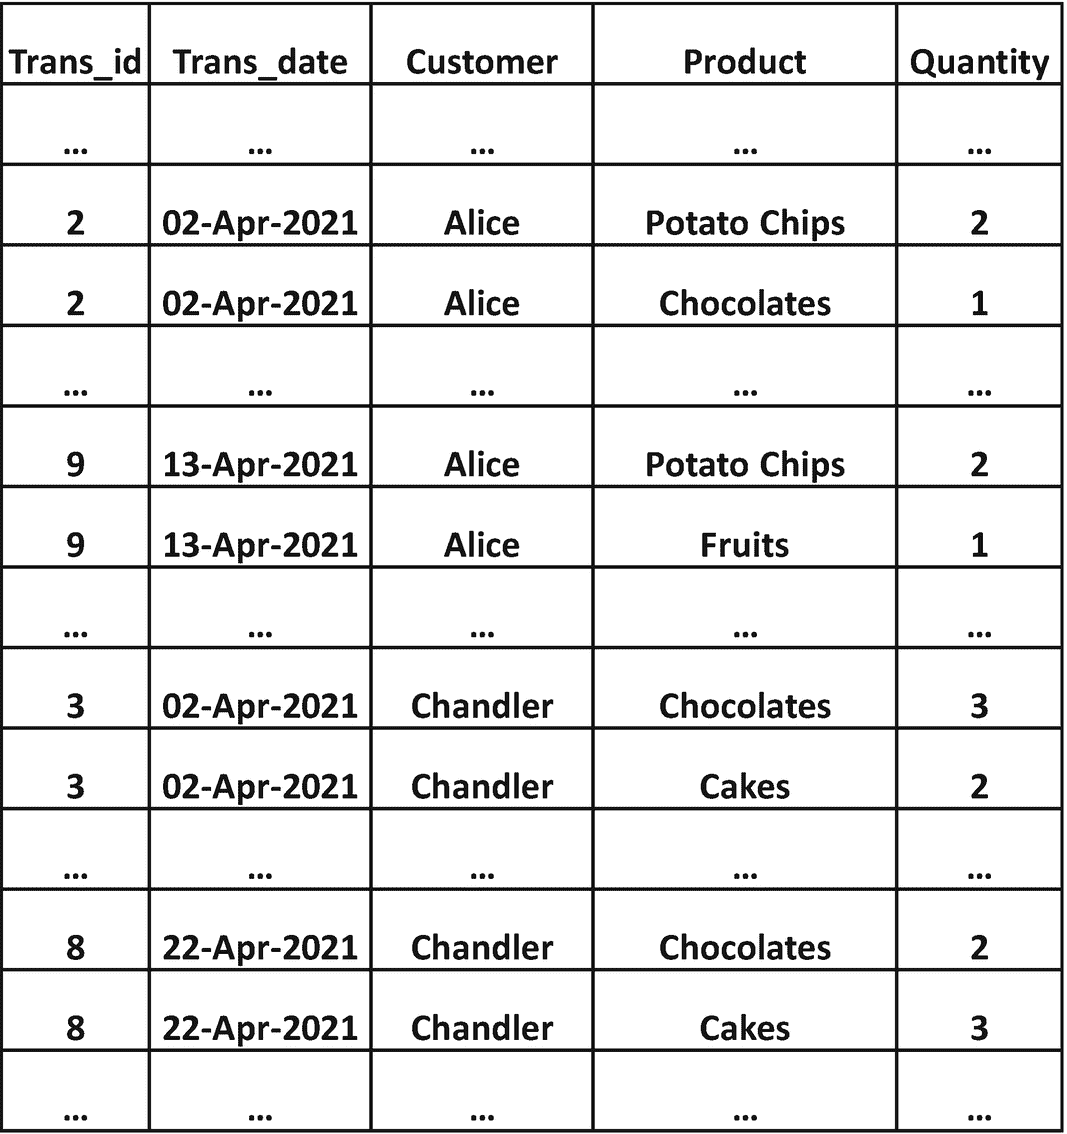 Trans_id Trans_date Customer Product Quantity
... ... ... ... ...
2 02-Apr-2021 Alice Potato Chips 2
2 02-Apr-2021 Alice Chocolates 1
... ... ... ... ...
9 13-Apr-2021 Alice Potato Chips 2
9 13-Apr-2021 Alice Fruits 1
... ... ... ... ...
3 02-Apr-2021 Chandler Chocolates 3
3 02-Apr-2021 Chandler Cakes 2
... ... ... ... ...
8 22-Apr-2021 Chandler Chocolates 2
8 22-Apr-2021 Chandler Cakes 3
... ... ... ... ...